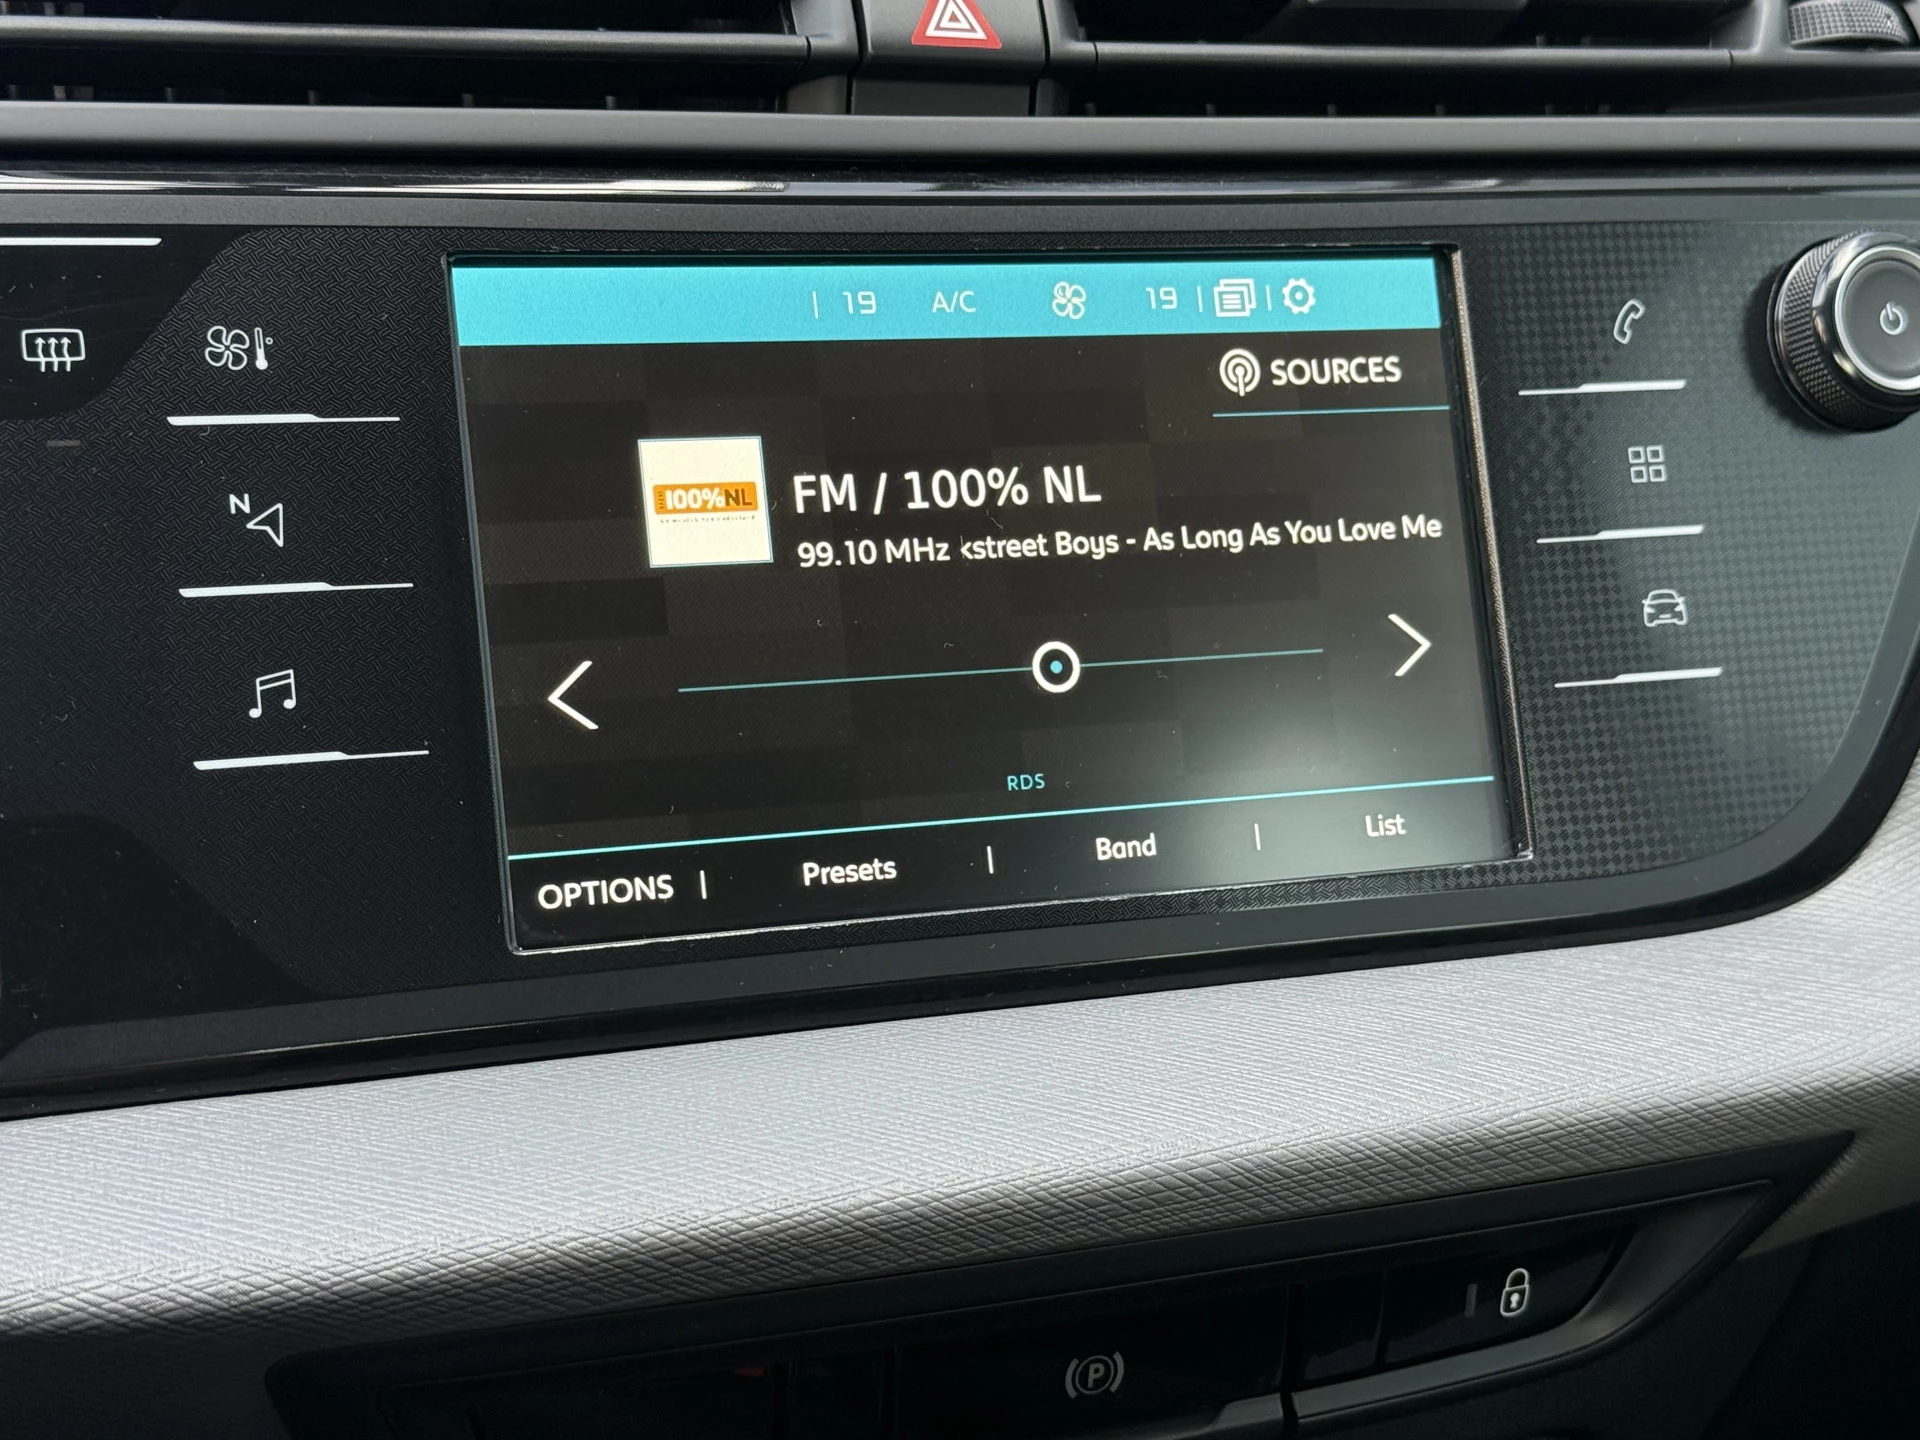 19 A/C 19
SOURCES
100%NL
FM / 100% NL
99.10 MHz kstreet Boys - As Long As You Love Me
N
RDS
OPTIONS | Presets | Band | List
P